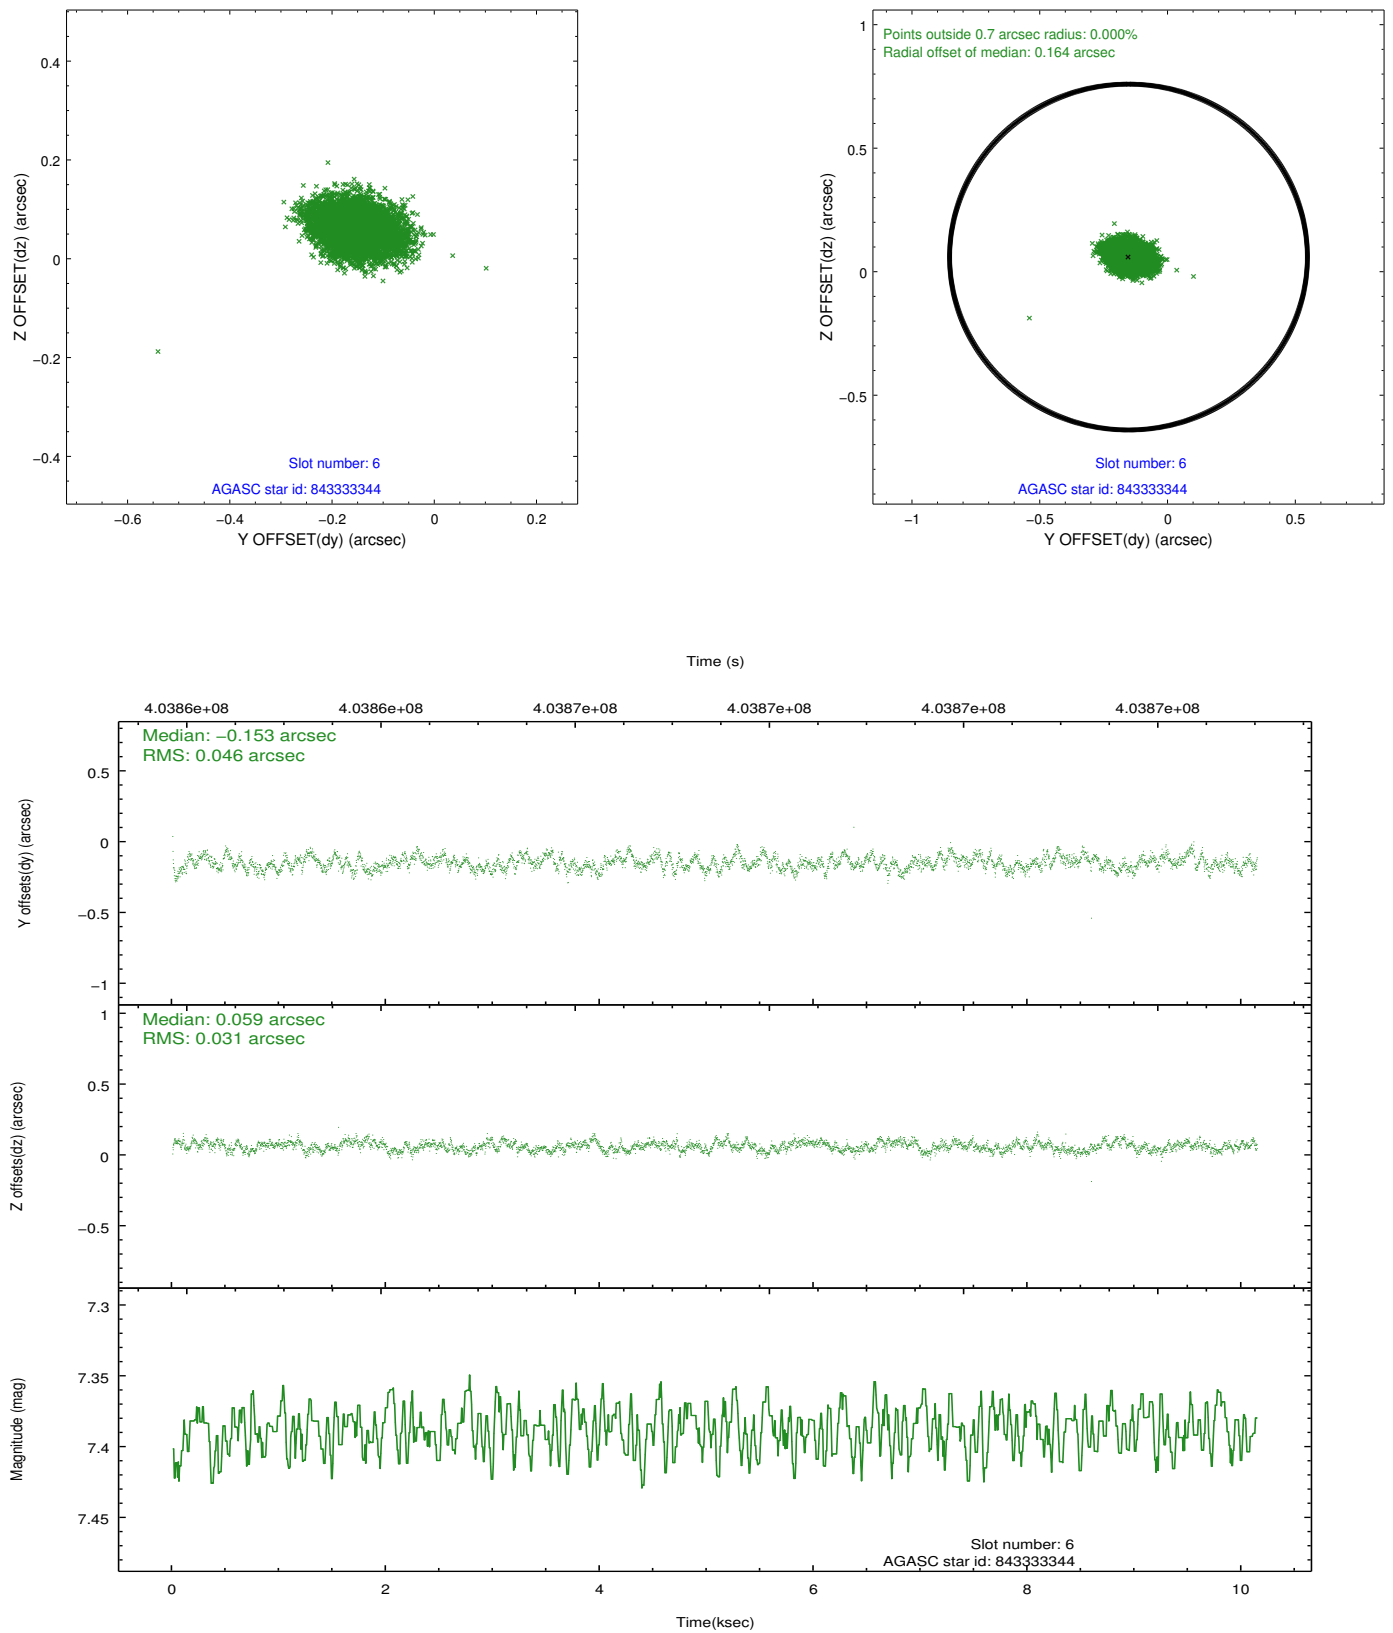 0.4
0.2
0
−0.2
−0.4
Z OFFSET(dz) (arcsec)
Slot number: 6
AGASC star id: 843333344
−0.6 −0.4 −0.2 0 0.2
Y OFFSET(dy) (arcsec)
Points outside 0.7 arcsec radius: 0.000%
Radial offset of median: 0.164 arcsec
1
0.5
0
−0.5
Z OFFSET(dz) (arcsec)
Slot number: 6
AGASC star id: 843333344
−1 −0.5 0 0.5
Y OFFSET(dy) (arcsec)
Time (s)
4.0386e+08 4.0386e+08 4.0387e+08 4.0387e+08 4.0387e+08 4.0387e+08
Median: −0.153 arcsec
RMS: 0.046 arcsec
0.5
0
−0.5
−1
Y offsets(dy) (arcsec)
Median: 0.059 arcsec
RMS: 0.031 arcsec
1
0.5
0
−0.5
Z offsets(dz) (arcsec)
7.3
7.35
7.4
7.45
Magnitude (mag)
Slot number: 6
AGASC star id: 843333344
0 2 4 6 8 10
Time(ksec)